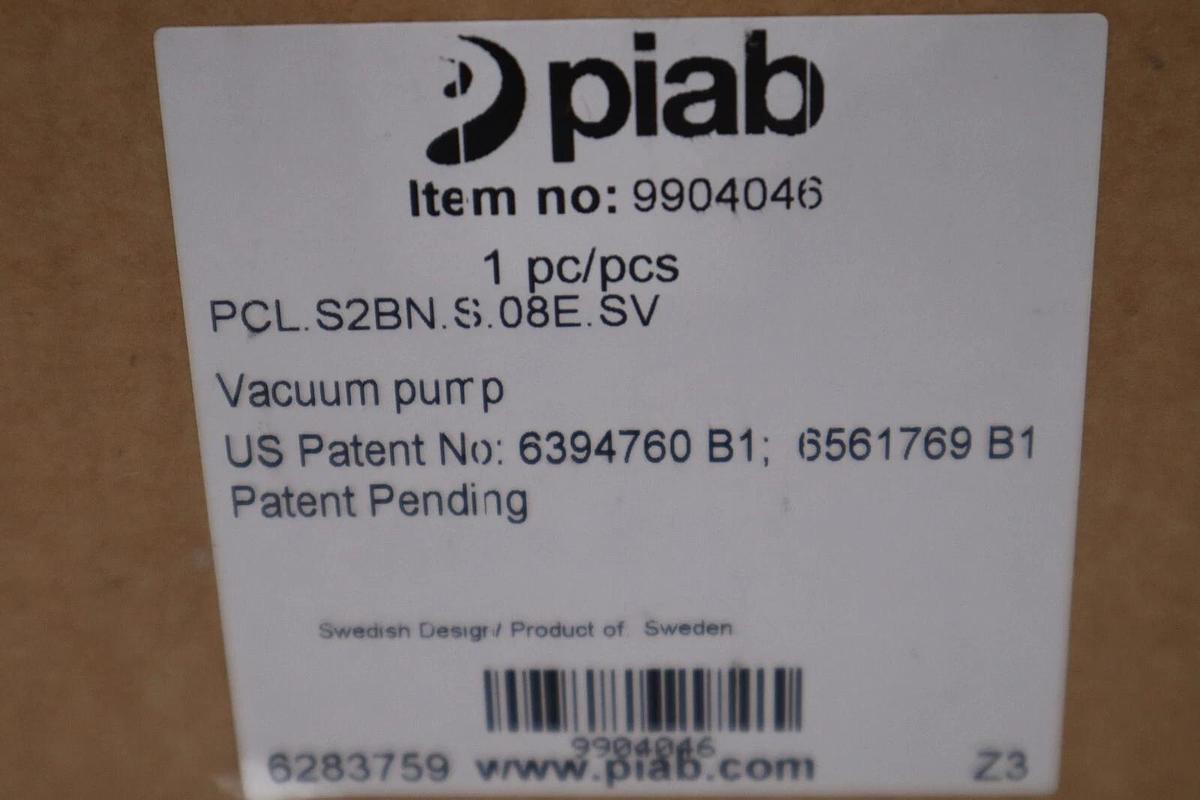 piab
Item no: 9904046
1 pc/pcs
PCL.S2BN.S.08E.SV
Vacuum pump
US Patent No: 6394760 B1; 6561769 B1
Patent Pending
Swedish Design/ Product of Sweden
9904046
6283759 www.piab.com Z3